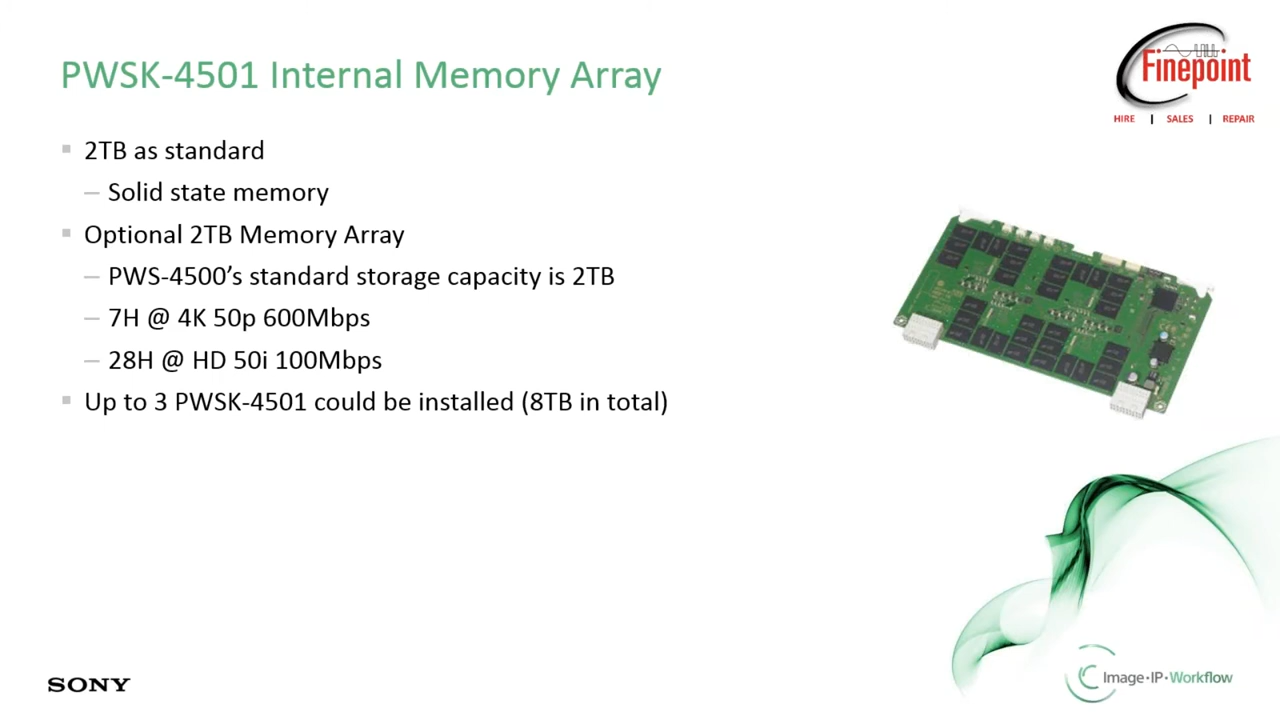 PWSK-4501 Internal Memory Array
Finepoint
HIRE | SALES | REPAIR
2TB as standard
– Solid state memory
Optional 2TB Memory Array
– PWS-4500’s standard storage capacity is 2TB
– 7H @ 4K 50p 600Mbps
– 28H @ HD 50i 100Mbps
Up to 3 PWSK-4501 could be installed (8TB in total)
SONY
Image·IP·Workflow